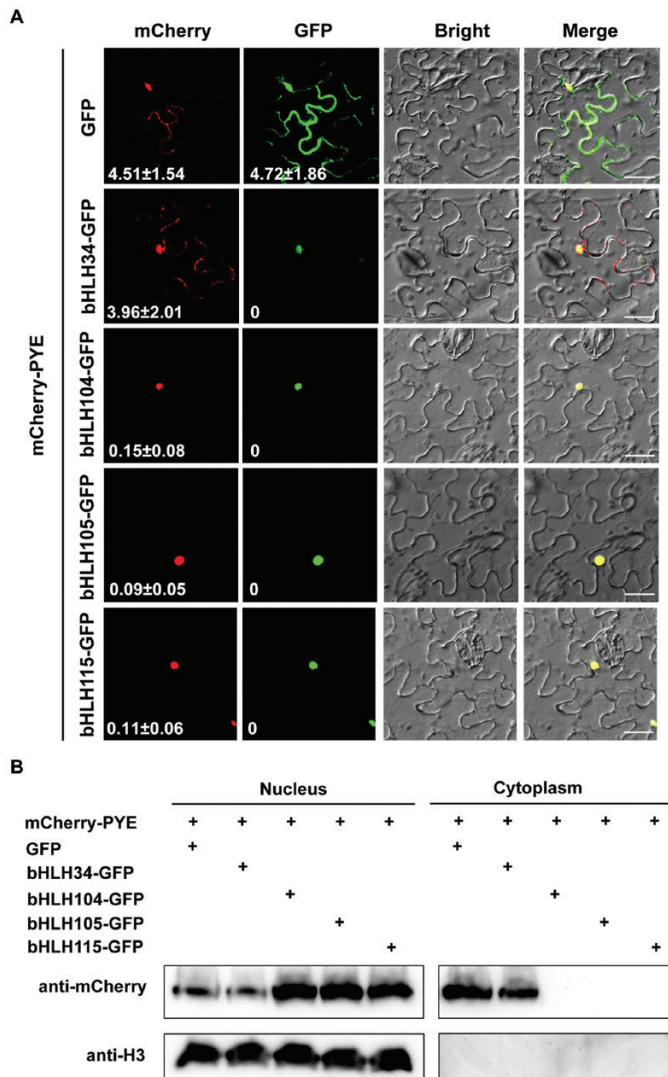 A
mCherry GFP Bright Merge
mCherry-PYE
GFP
4.51±1.54 4.72±1.86
bHLH34-GFP
3.96±2.01 0
bHLH104-GFP
0.15±0.08 0
bHLH105-GFP
0.09±0.05 0
bHLH115-GFP
0.11±0.06 0
B
Nucleus Cytoplasm
mCherry-PYE + + + + + + + + + +
GFP + +
bHLH34-GFP + +
bHLH104-GFP + +
bHLH105-GFP + +
bHLH115-GFP + +
anti-mCherry
anti-H3